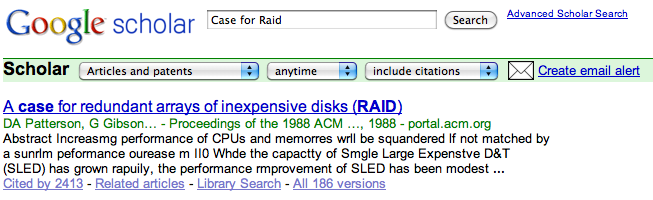 Google scholar Case for Raid Search Advanced Scholar Search
Scholar Articles and patents anytime include citations Create email alert
A case for redundant arrays of inexpensive disks (RAID)
DA Patterson, G Gibson... - Proceedings of the 1988 ACM ..., 1988 - portal.acm.org
Abstract Increasmg performance of CPUs and memorres wrll be squandered lf not matched by
a sunrlm peformance ourease m II0 Whde the capactty of Smgle Large Expenstve D&T
(SLED) has grown rapuily, the performance rmprovement of SLED has been modest ...
Cited by 2413 - Related articles - Library Search - All 186 versions